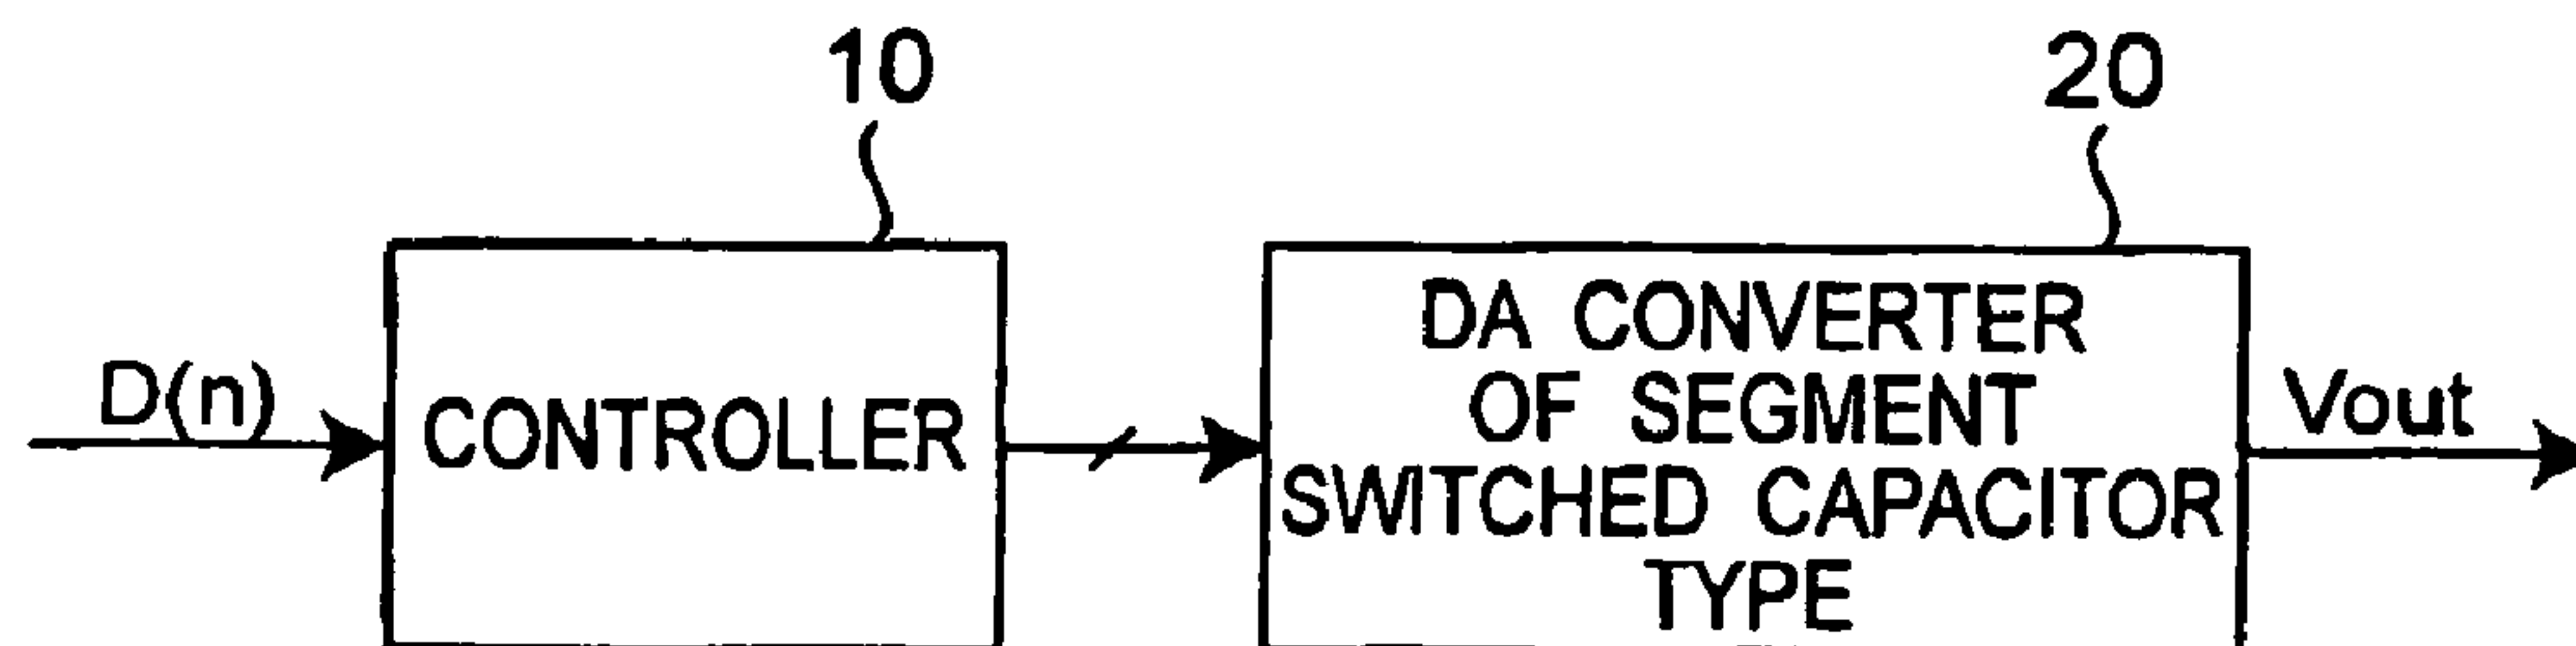 10
20
D(n)
CONTROLLER
DA CONVERTER
OF SEGMENT
SWITCHED CAPACITOR
TYPE
Vout